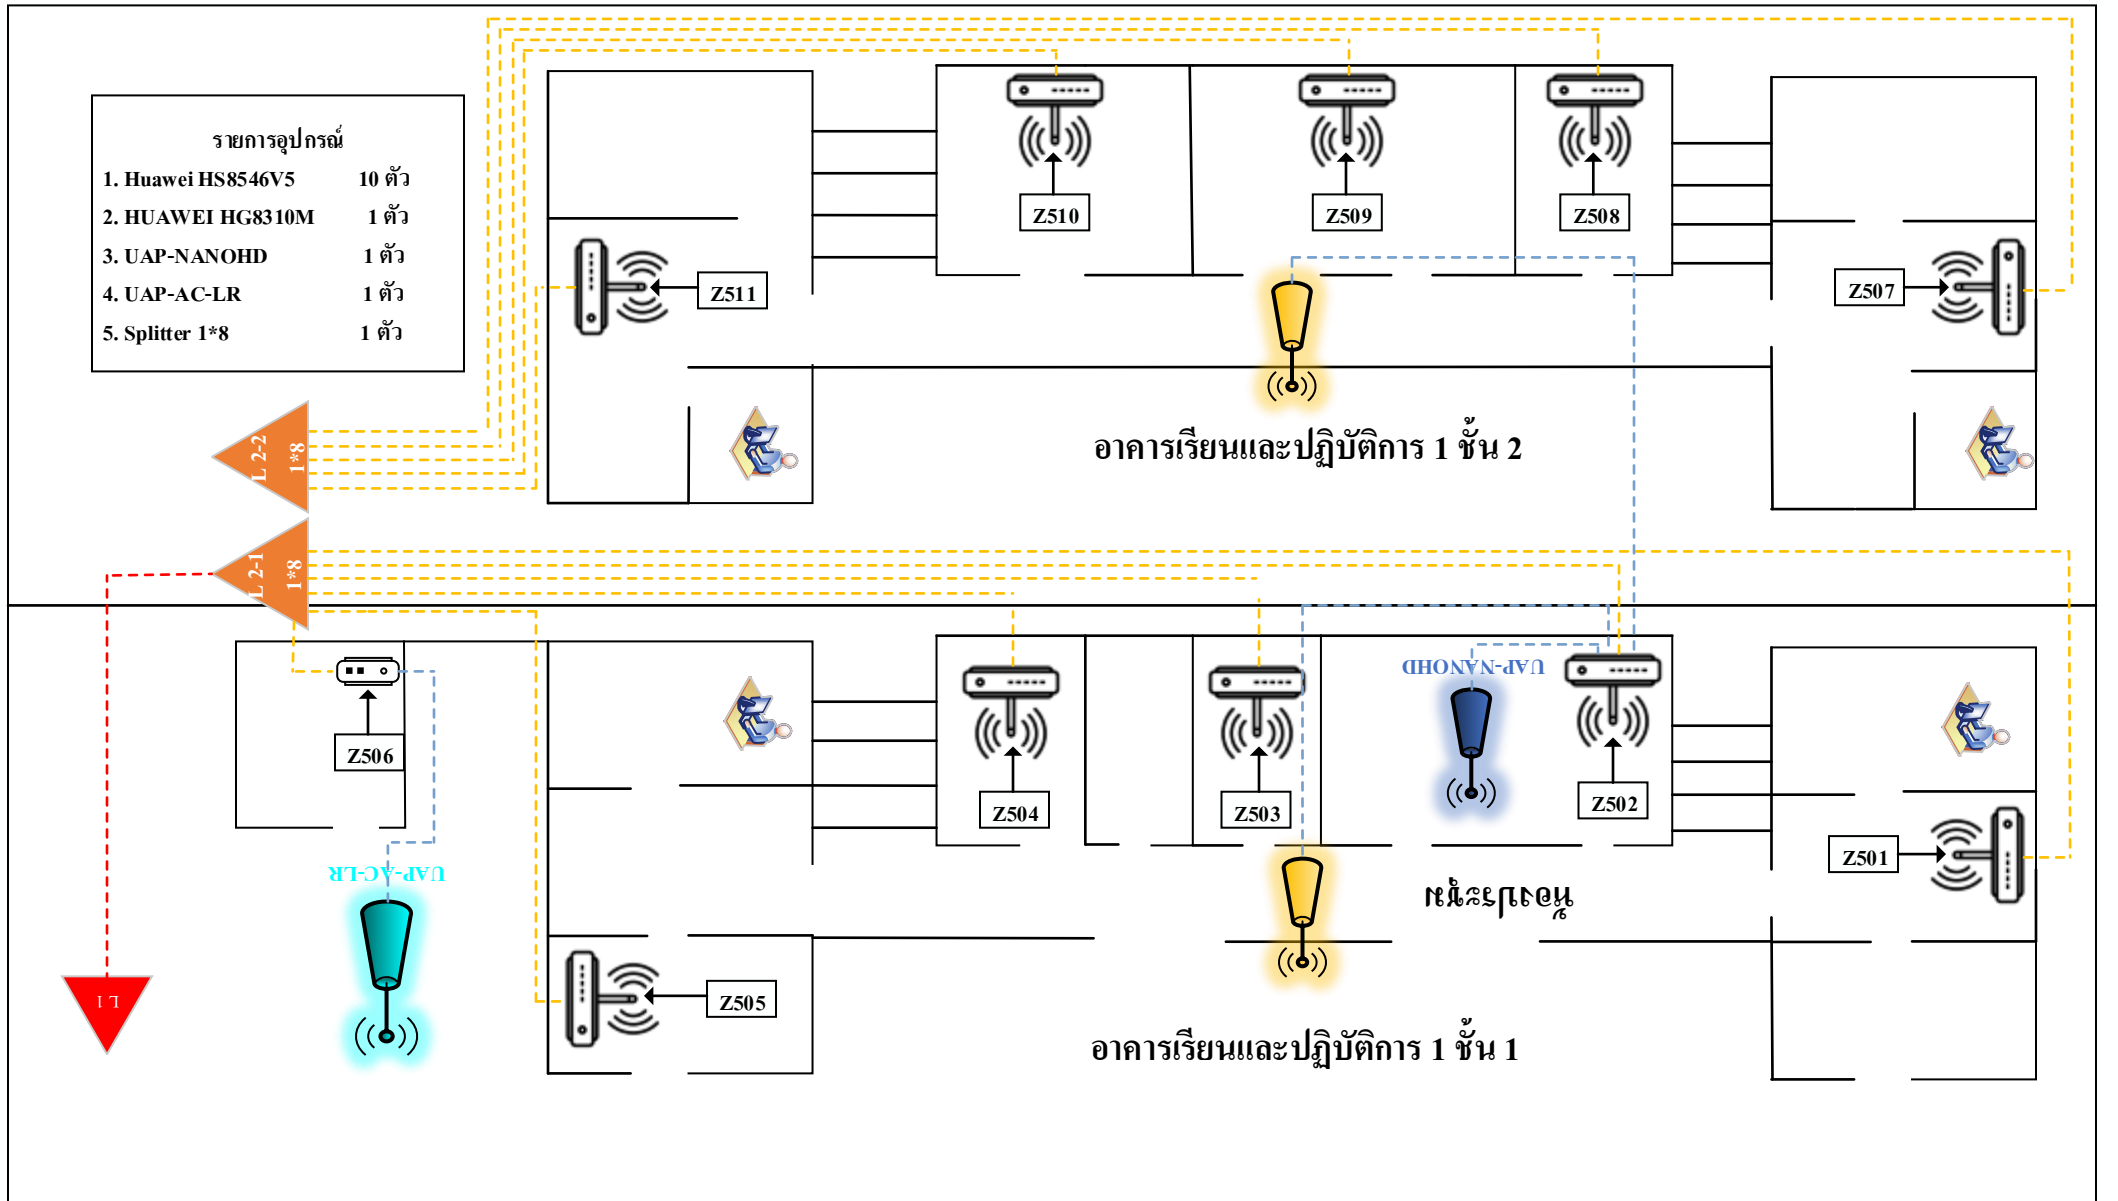 รายการอุปกรณ์
1. Huawei HS8546V5 10 ตัว
2. HUAWEI HG8310M 1 ตัว
3. UAP-NANOHD 1 ตัว
4. UAP-AC-LR 1 ตัว
5. Splitter 1*8 1 ตัว
Z510
Z509
Z508
Z511
Z507
L 2-2
1*8
อาคารเรียนและปฏิบัติการ 1 ชั้น 2
L 2-1
1*8
UAP-NANOHD
Z506
Z504
Z503
Z502
Z501
UAP-AC-LR
ห้องประชุม
Z505
L 1
อาคารเรียนและปฏิบัติการ 1 ชั้น 1